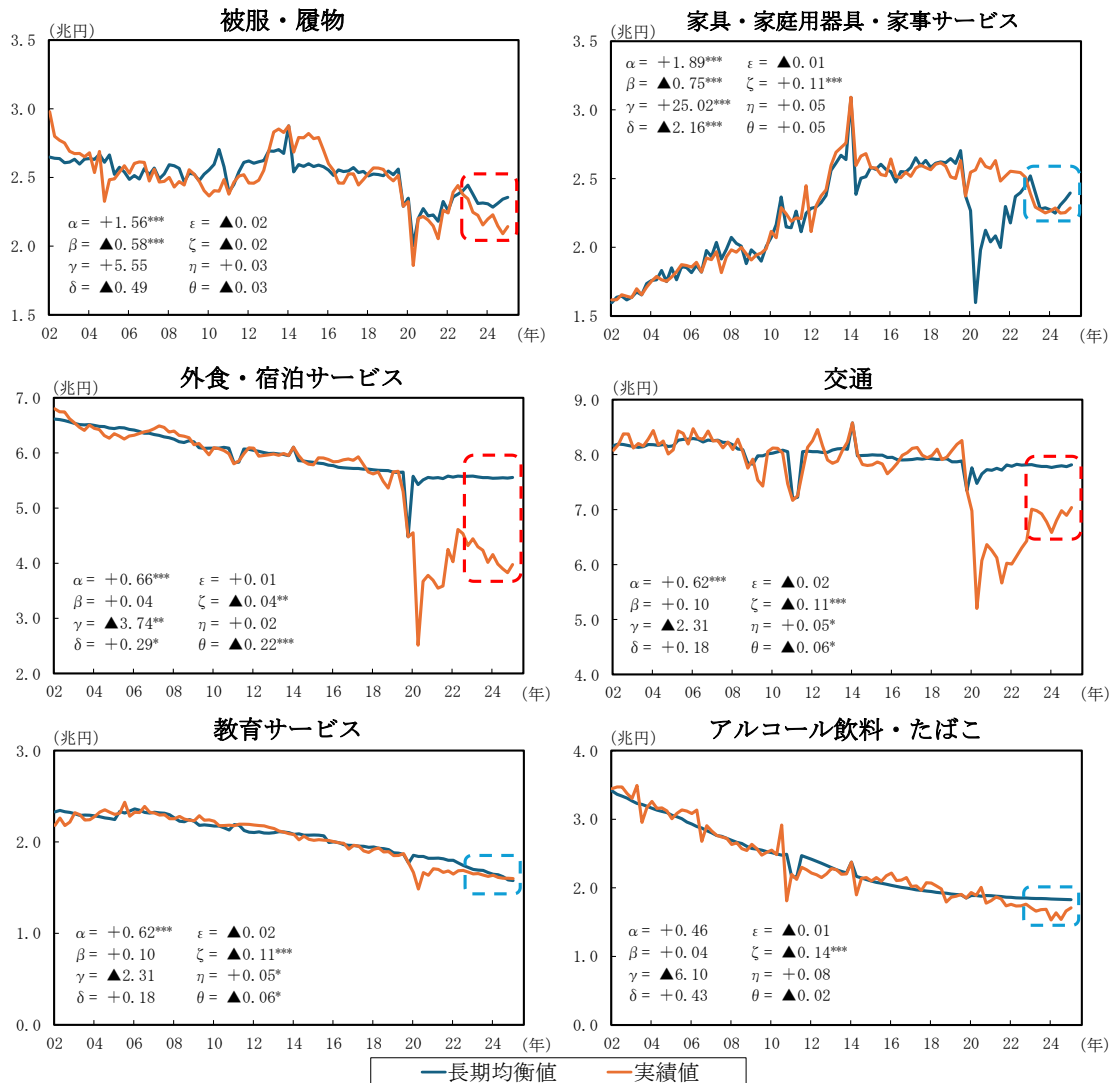 被服・履物
(兆円)
3.5
3.0
2.5
2.0
1.5
α= +1.56*** ε= ▲0.02
β= ▲0.58*** ζ= ▲0.02
γ= +5.55 η= +0.03
δ= ▲0.49 θ= ▲0.03
02 04 06 08 10 12 14 16 18 20 22 24 (年)
家具・家庭用器具・家事サービス
(兆円)
3.5
3.0
2.5
2.0
1.5
α= +1.89*** ε= ▲0.01
β= ▲0.75*** ζ= +0.11***
γ= +25.02*** η= +0.05
δ= ▲2.16*** θ= +0.05
02 04 06 08 10 12 14 16 18 20 22 24 (年)
外食・宿泊サービス
(兆円)
7.0
6.0
5.0
4.0
3.0
2.0
α= +0.66*** ε= +0.01
β= +0.04 ζ= ▲0.04**
γ= ▲3.74** η= +0.02
δ= +0.29* θ= ▲0.22***
02 04 06 08 10 12 14 16 18 20 22 24 (年)
交通
(兆円)
9.0
8.0
7.0
6.0
5.0
4.0
α= +0.62*** ε= ▲0.02
β= +0.10 ζ= ▲0.11***
γ= ▲2.31 η= +0.05*
δ= +0.18 θ= ▲0.06*
02 04 06 08 10 12 14 16 18 20 22 24 (年)
教育サービス
(兆円)
3.0
2.0
1.0
0.0
α= +0.62*** ε= ▲0.02
β= +0.10 ζ= ▲0.11***
γ= ▲2.31 η= +0.05*
δ= +0.18 θ= ▲0.06*
02 04 06 08 10 12 14 16 18 20 22 24 (年)
アルコール飲料・たばこ
(兆円)
4.0
3.0
2.0
1.0
0.0
α= +0.46 ε= ▲0.01
β= +0.04 ζ= ▲0.14***
γ= ▲6.10 η= +0.08
δ= +0.43 θ= ▲0.02
02 04 06 08 10 12 14 16 18 20 22 24 (年)
長期均衡値 実績値